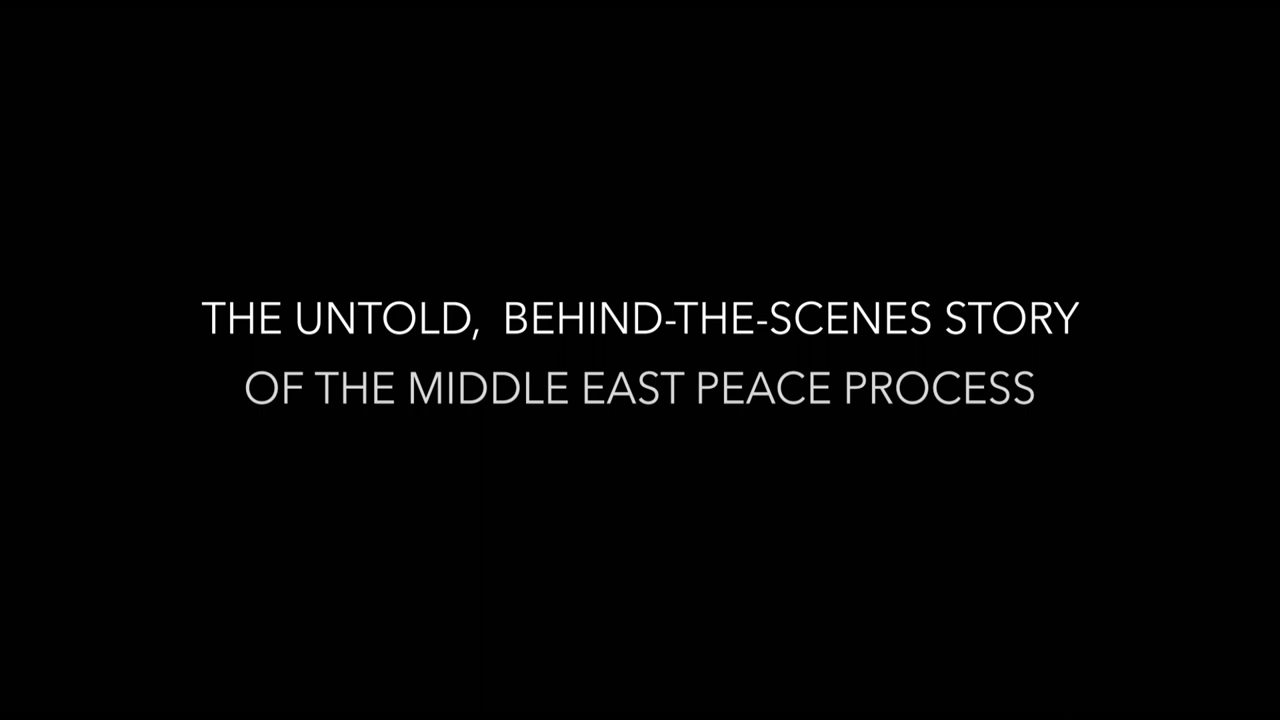 THE UNTOLD,  BEHIND-THE-SCENES STORY
OF THE MIDDLE EAST PEACE PROCESS